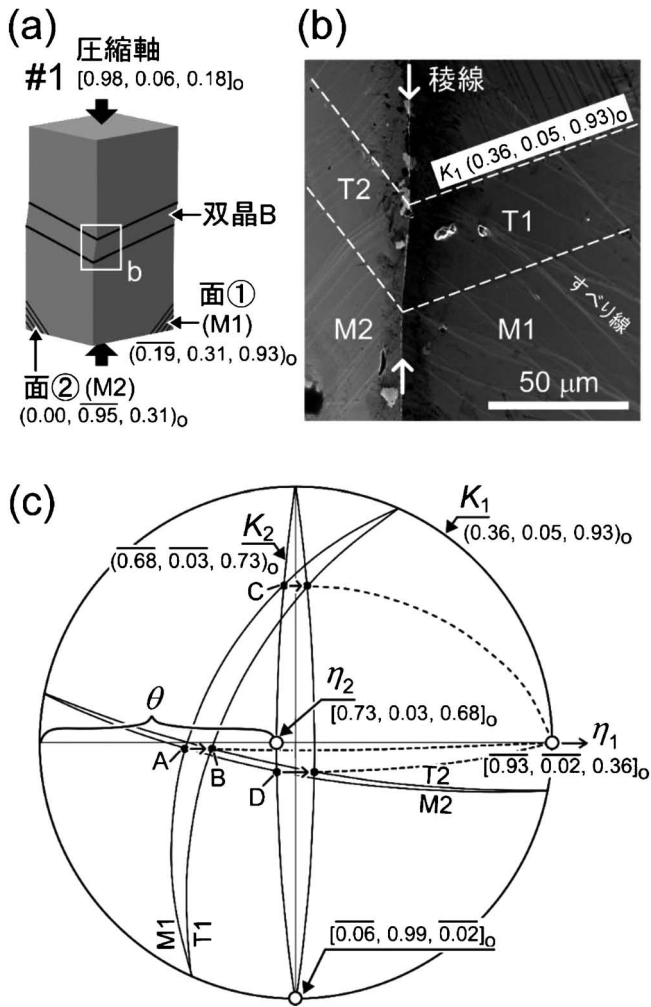 (a)
圧縮軸
#1 [0.98, 0.06, 0.18]o
双晶B
b
面①
(M1)
(0.19, 0.31, 0.93)o
面② (M2)
(0.00, 0.95, 0.31)o
(b)
稜線
K1 (0.36, 0.05, 0.93)o
T2
T1
すべり線
M2
M1
50 μm
(c)
K2
(0.68, 0.03, 0.73)o
K1
(0.36, 0.05, 0.93)o
C
θ
η2
[0.73, 0.03, 0.68]o
η1
[0.93, 0.02, 0.36]o
A
B
D
T2
M2
M1
T1
[0.06, 0.99, 0.02]o